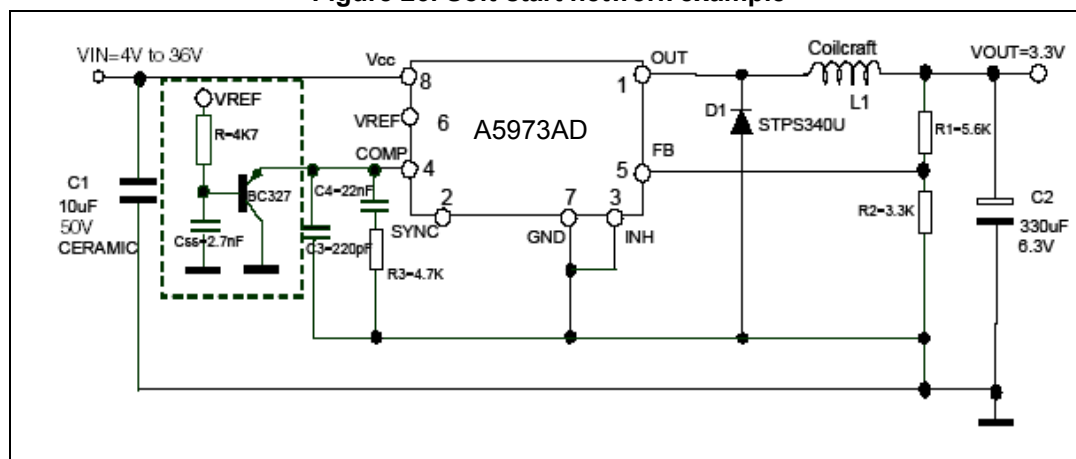 Figure 20. Soft-start network example
VIN=4V to 36V
Vcc
8
VREF
R=4K7
VREF
6
A5973AD
COMP
4
BC327
Css=2.7nF
C1
10uF
50V
CERAMIC
C4=22nF
C3=220pF
R3=4.7K
2
SYNC
7
GND
3
INH
OUT
1
D1
STPS340U
FB
5
Coilcraft
L1
VOUT=3.3V
R1=5.6K
R2=3.3K
C2
330uF
6.3V